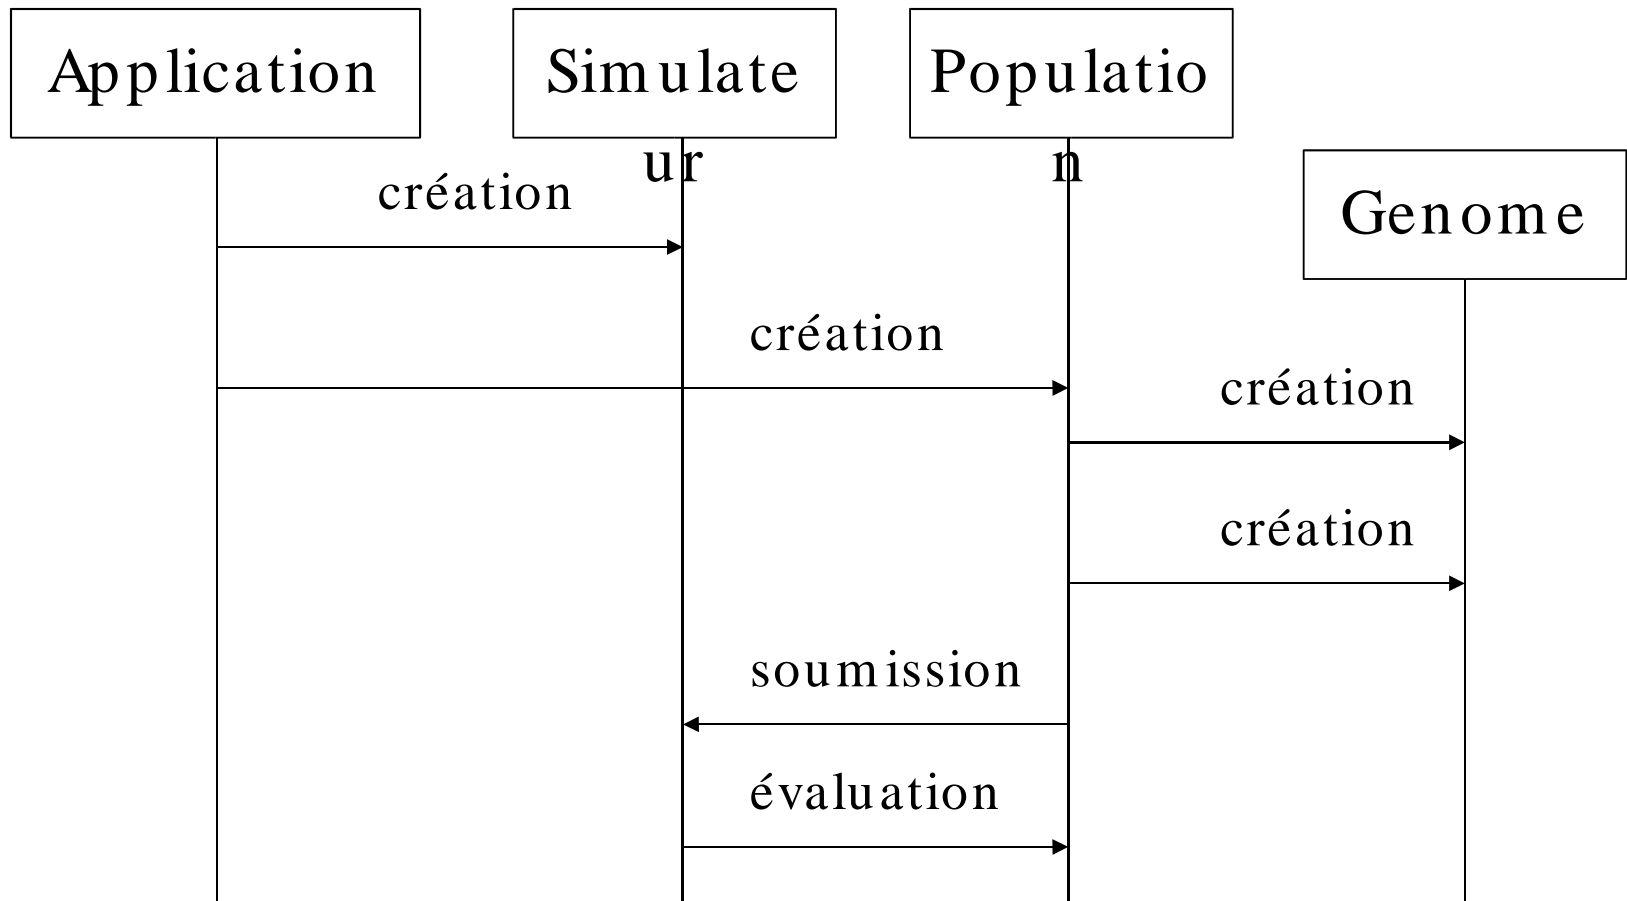 Application
Simulate
ur
Populatio
n
Genome
création
création
création
création
soumission
évaluation